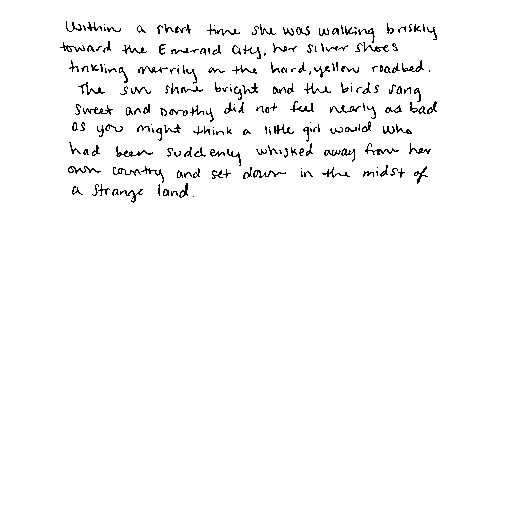 Within a short time she was walking briskly
toward the Emerald City, her silver shoes
tinkling merrily on the hard, yellow roadbed.
The sun shone bright and the birds sang
sweet and Dorothy did not feel nearly as bad
as you might think a little girl would who
had been suddenly whisked away from her
own country and set down in the midst of
a strange land.